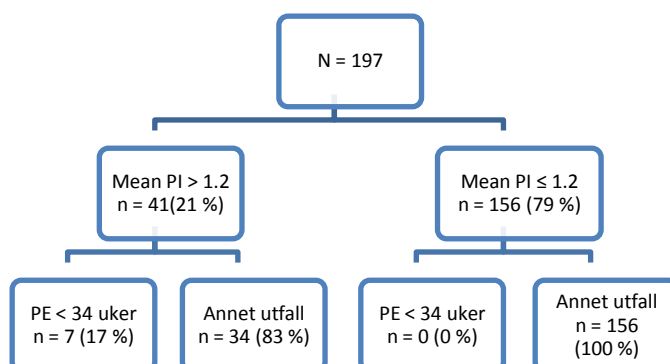 N = 197
Mean PI > 1.2
n = 41(21 %)
Mean PI ≤ 1.2
n = 156 (79 %)
PE < 34 uker
n = 7 (17 %)
Annet utfall
n = 34 (83 %)
PE < 34 uker
n = 0 (0 %)
Annet utfall
n = 156
(100 %)